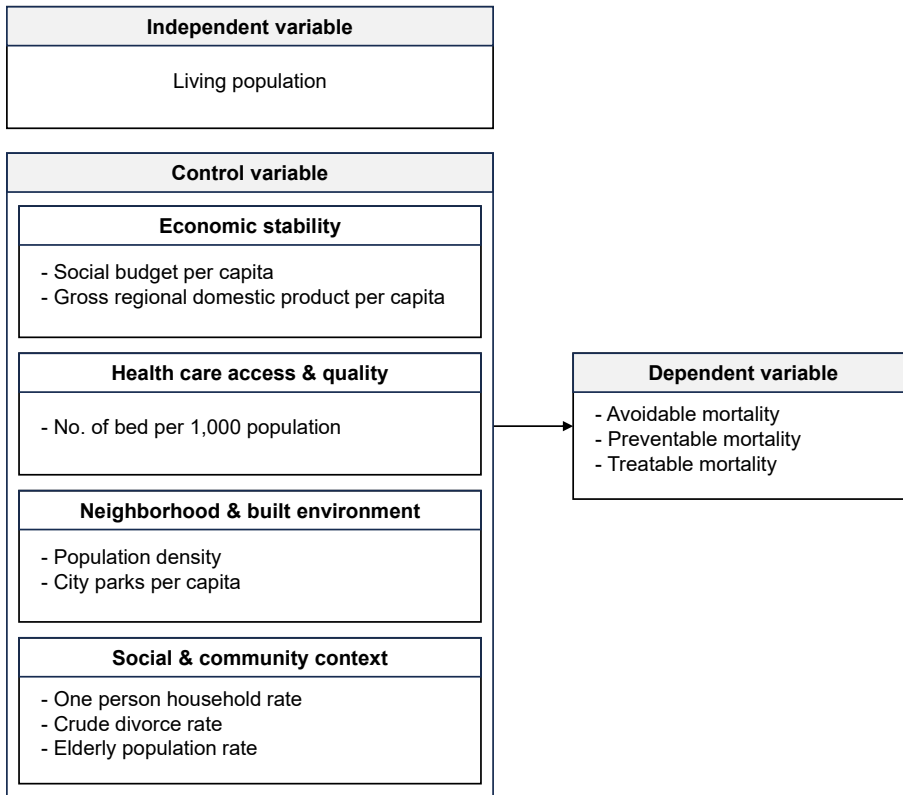 Independent variable
Living population
Control variable
Economic stability
- Social budget per capita
- Gross regional domestic product per capita
Health care access & quality
- No. of bed per 1,000 population
Neighborhood & built environment
- Population density
- City parks per capita
Social & community context
- One person household rate
- Crude divorce rate
- Elderly population rate
Dependent variable
- Avoidable mortality
- Preventable mortality
- Treatable mortality